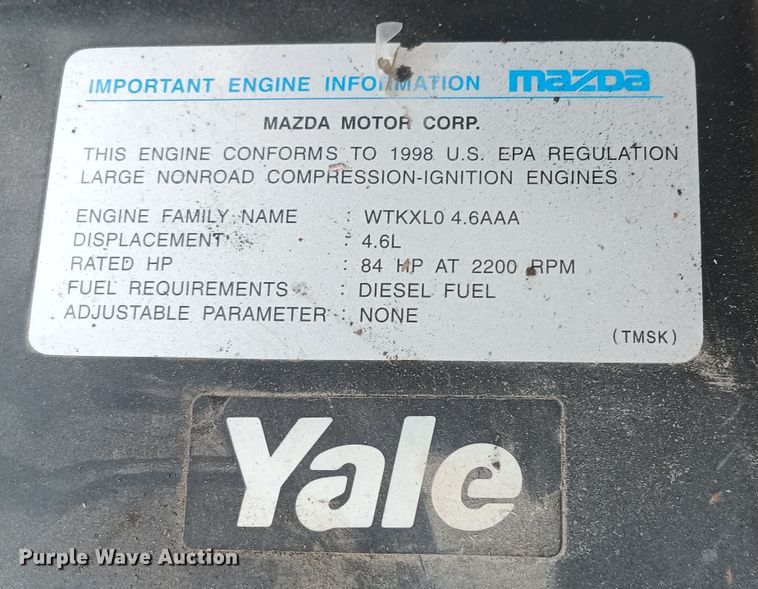 IMPORTANT ENGINE INFORMATION mazda
MAZDA MOTOR CORP.
THIS ENGINE CONFORMS TO 1998 U.S. EPA REGULATION
LARGE NONROAD COMPRESSION-IGNITION ENGINES
ENGINE FAMILY NAME : WTKXL0 4.6AAA
DISPLACEMENT : 4.6L
RATED HP : 84 HP AT 2200 RPM
FUEL REQUIREMENTS : DIESEL FUEL
ADJUSTABLE PARAMETER : NONE
(TMSK)
Yale
Purple Wave Auction